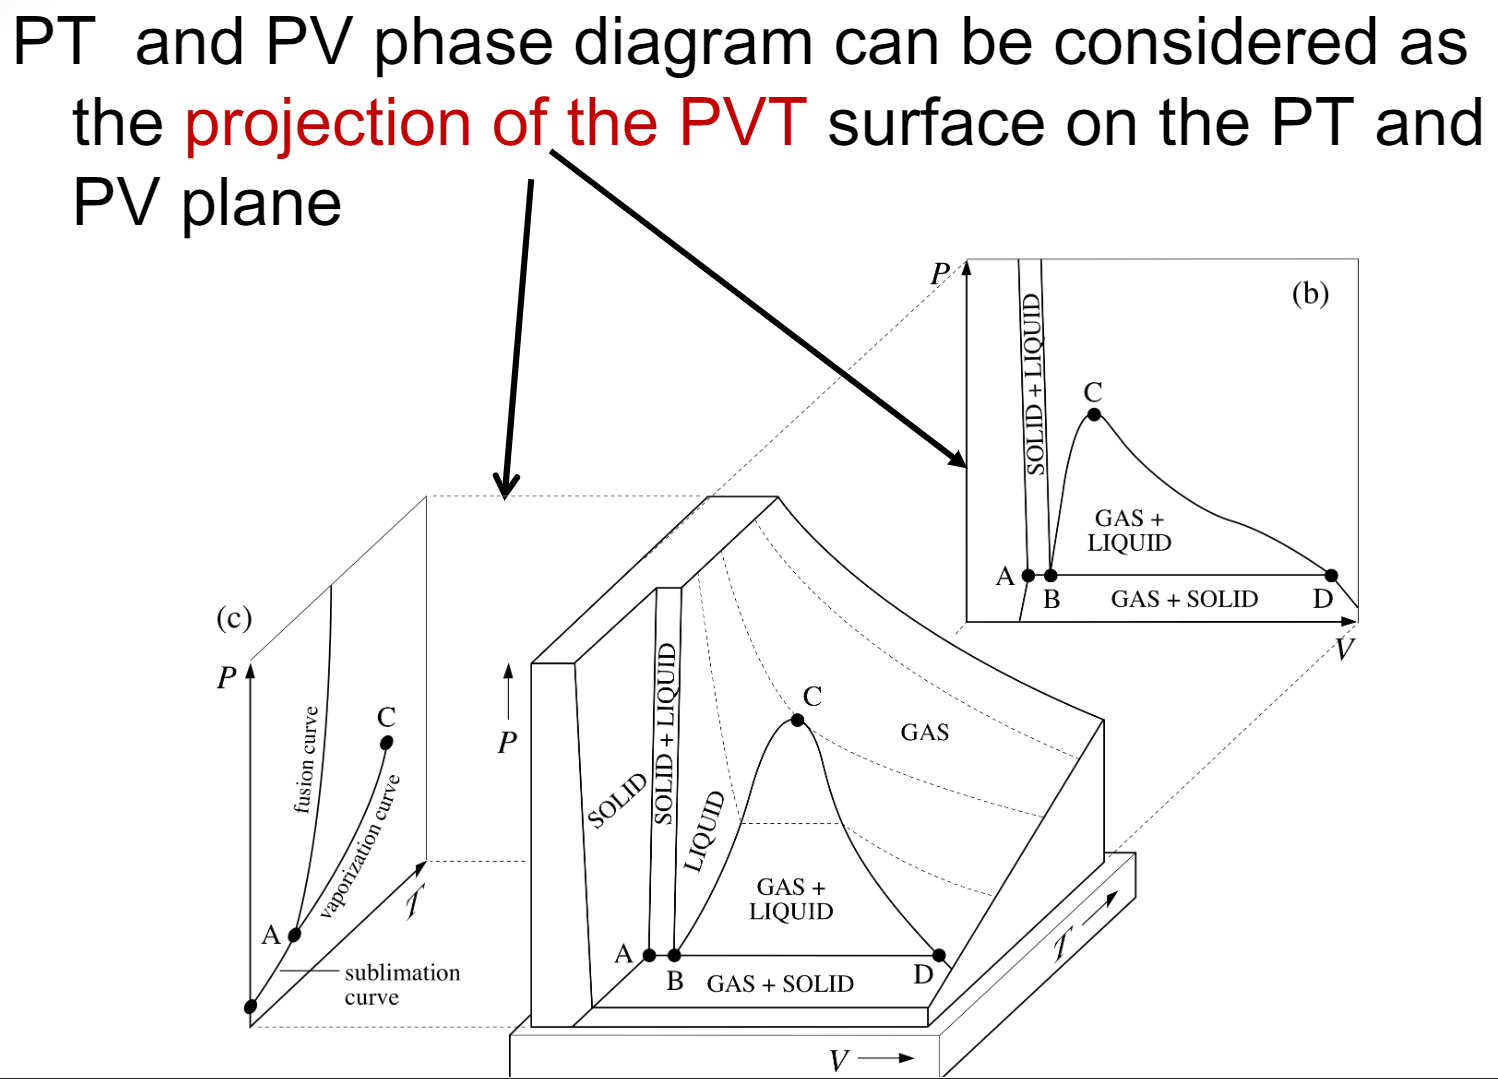 PT and PV phase diagram can be considered as
the projection of the PVT surface on the PT and
PV plane
P
(b)
SOLID + LIQUID
C
GAS +
LIQUID
A
B
GAS + SOLID
D
V
(c)
P
fusion curve
C
vaporization curve
A
T
sublimation
curve
P
SOLID
SOLID + LIQUID
LIQUID
C
GAS
GAS +
LIQUID
A
B
GAS + SOLID
D
T
V